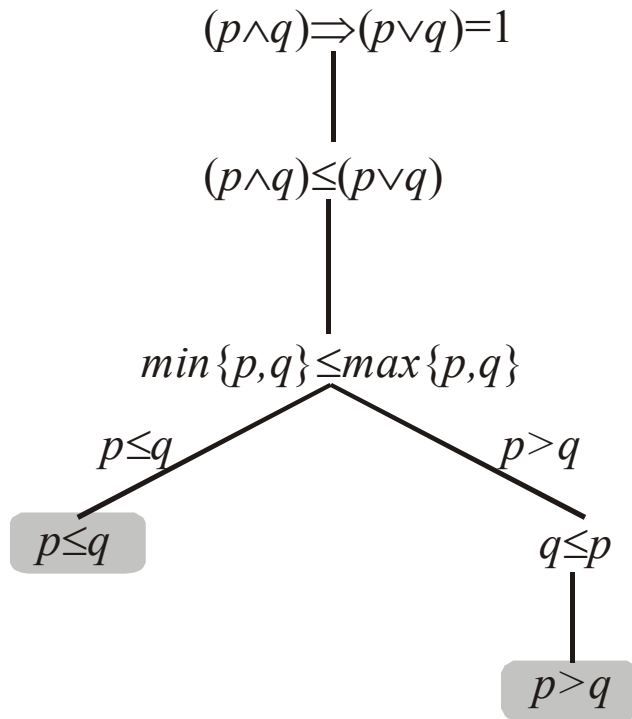 (p∧q)⇒(p∨q)=1
(p∧q)≤(p∨q)
min{p,q}≤max{p,q}
p≤q
p>q
p≤q
q≤p
p>q